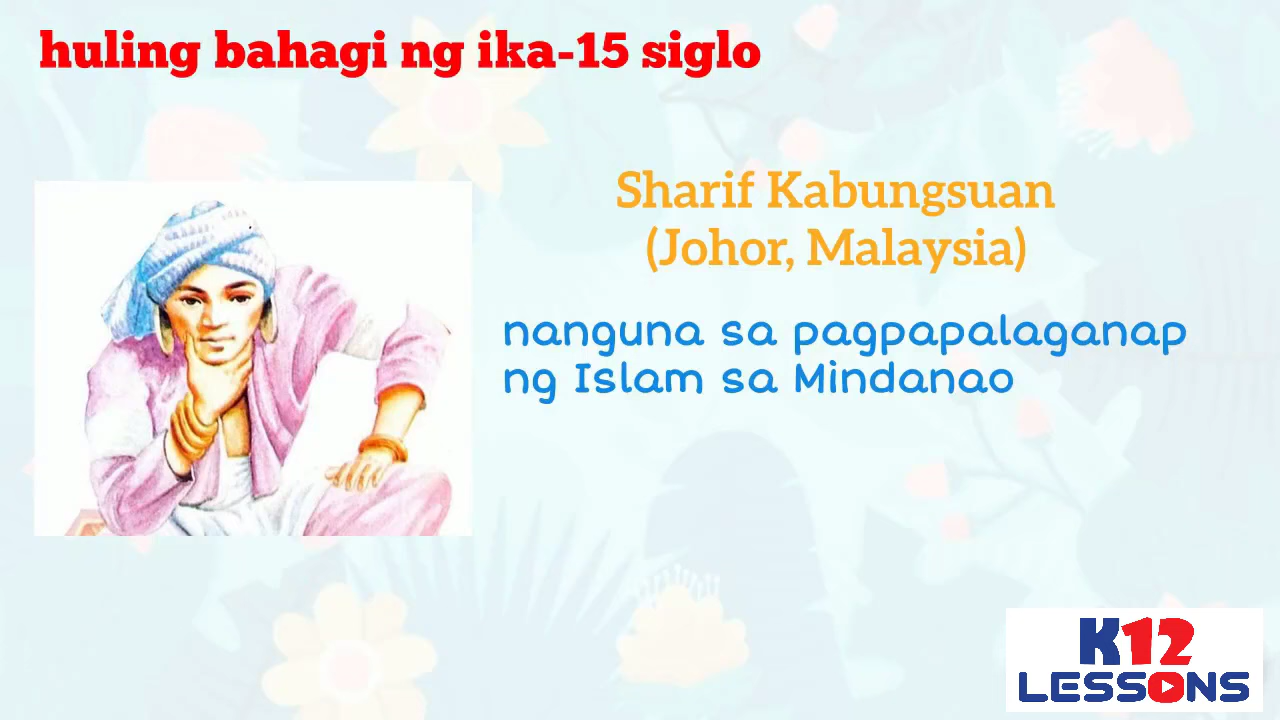 huling bahagi ng ika-15 siglo
Sharif Kabungsuan
(Johor, Malaysia)
nanguna sa pagpapalaganap
ng Islam sa Mindanao
K12
LESSONS